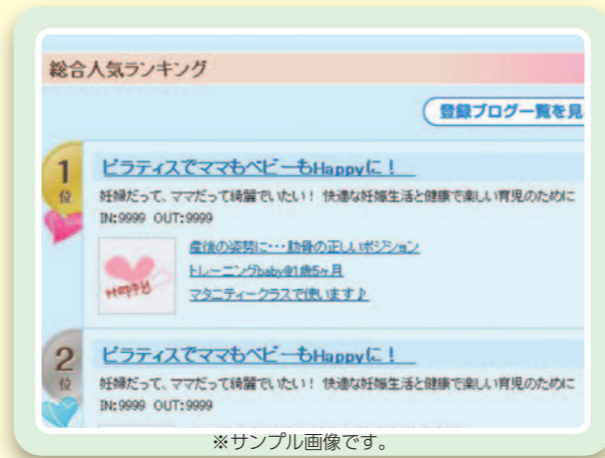 総合人気ランキング
登録ブログ一覧を見
1
位
ピラティスでママもベビーもHappyに！
妊婦だって、ママだって綺麗でいたい！ 快適な妊娠生活と健康で楽しい育児のために
IN:9999 OUT:9999
Happy
産後の姿勢に・・・肋骨の正しいポジション
トレーニングbaby@1歳5ヶ月
マタニティークラスで使います♪
2
位
ピラティスでママもベビーもHappyに！
妊婦だって、ママだって綺麗でいたい！ 快適な妊娠生活と健康で楽しい育児のために
IN:9999 OUT:9999
※サンプル画像です。